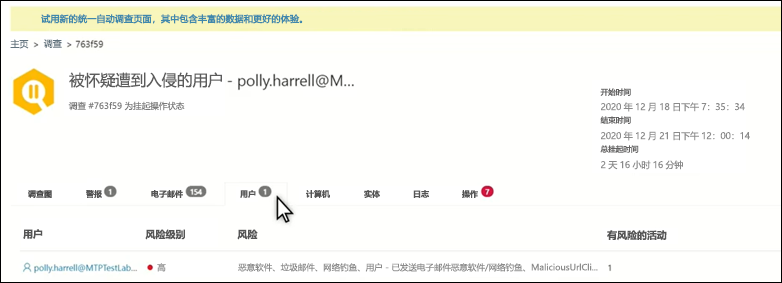 试用新的统一自动调查页面，其中包含丰富的数据和更好的体验。
主页 > 调查 > 763f59
被怀疑遭到入侵的用户 - polly.harrell@M...
调查 #763f59 为挂起操作状态
开始时间
2020 年 12 月 18 日下午 7：35：34
结束时间
2020 年 12 月 21 日下午 12：00：14
总挂起时间
2 天 16 小时 16 分钟
调查圈 警报 1 电子邮件 154 用户 1 计算机 实体 日志 操作 7
用户 风险级别 风险 有风险的活动
polly.harrell@MTPTestLab... 高 恶意软件、垃圾邮件、网络钓鱼、用户 - 已发送电子邮件恶意软件/网络钓鱼、MaliciousUrlCli... 1